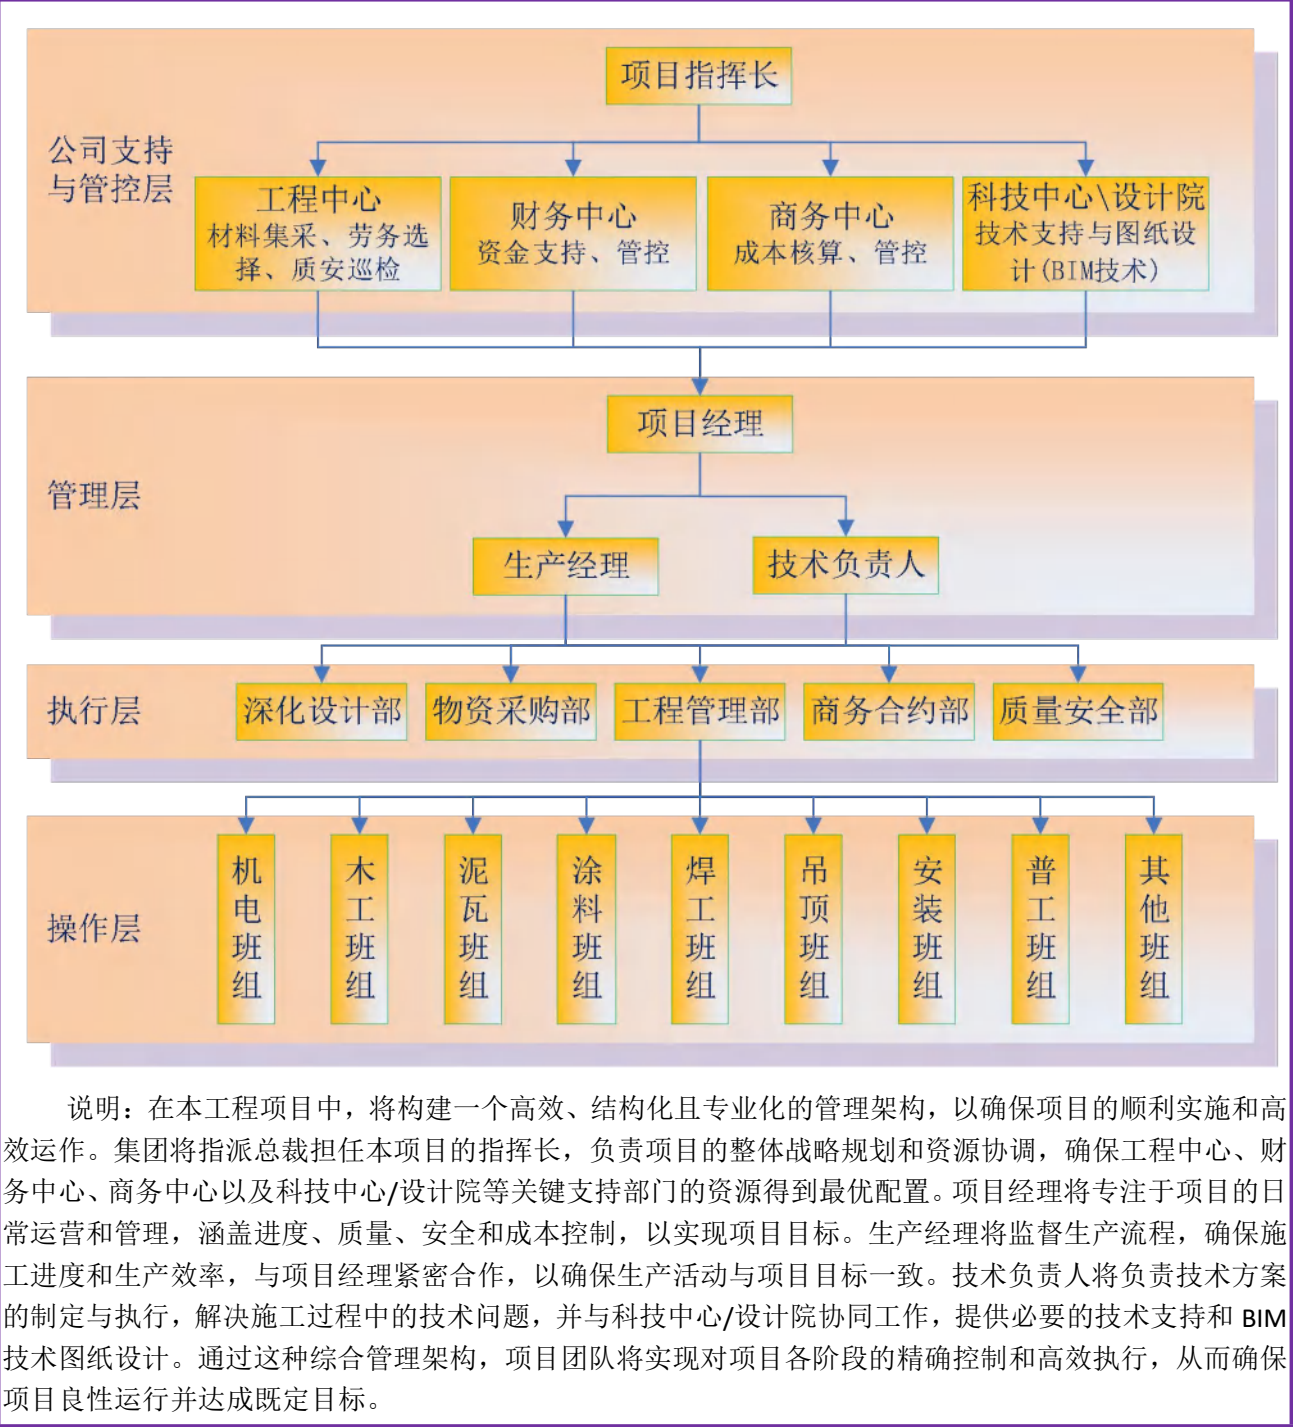 项目指挥长
公司支持
与管控层
工程中心
材料集采、劳务选
择、质安巡检
财务中心
资金支持、管控
商务中心
成本核算、管控
科技中心\设计院
技术支持与图纸设
计(BIM技术)
项目经理
管理层
生产经理
技术负责人
执行层
深化设计部
物资采购部
工程管理部
商务合约部
质量安全部
操作层
机电班组
木工班组
泥瓦班组
涂料班组
焊工班组
吊顶班组
安装班组
普工班组
其他班组
说明：在本工程项目中，将构建一个高效、结构化且专业化的管理架构，以确保项目的顺利实施和高
效运作。集团将指派总裁担任本项目的指挥长，负责项目的整体战略规划和资源协调，确保工程中心、财
务中心、商务中心以及科技中心/设计院等关键支持部门的资源得到最优配置。项目经理将专注于项目的日
常运营和管理，涵盖进度、质量、安全和成本控制，以实现项目目标。生产经理将监督生产流程，确保施
工进度和生产效率，与项目经理紧密合作，以确保生产活动与项目目标一致。技术负责人将负责技术方案
的制定与执行，解决施工过程中的技术问题，并与科技中心/设计院协同工作，提供必要的技术支持和 BIM
技术图纸设计。通过这种综合管理架构，项目团队将实现对项目各阶段的精确控制和高效执行，从而确保
项目良性运行并达成既定目标。